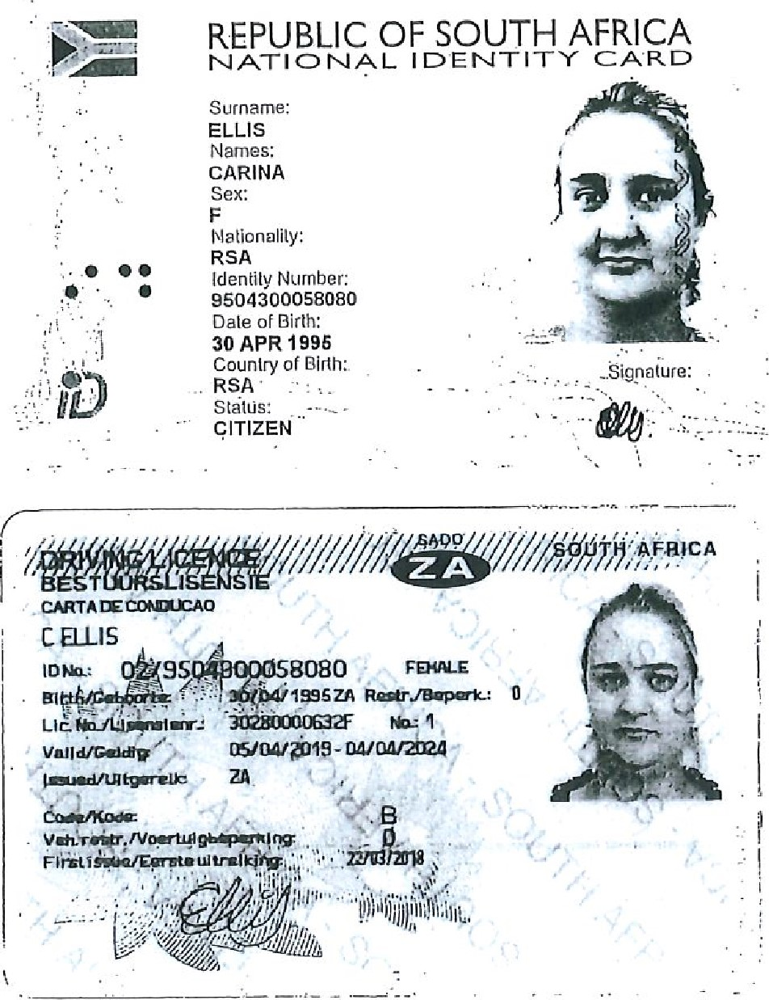 REPUBLIC OF SOUTH AFRICA
NATIONAL IDENTITY CARD
Surname:
ELLIS
Names:
CARINA
Sex:
F
Nationality:
RSA
Identity Number:
9504300058080
Date of Birth:
30 APR 1995
Country of Birth:
RSA
Status:
CITIZEN
Signature:
Ellis.
iD
DRIVING LICENCE
BESTUURSLISENSIE
CARTA DE CONDUCAO
SADC
ZA
SOUTH AFRICA
C ELLIS
ID No.: 02/9504300058080 FEMALE
Birth/Geboorte: 30/04/1995 ZA Restr./Beperk.: 0
Lic. No./Lisensienr.: 30280000632F No.: 1
Valid/Geldig: 05/04/2019 - 04/04/2024
Issued/Uitgereik: ZA
Code/Kode: B
Veh. restr./Voertuigbeperking: 0
First issue/Eerste uitreiking: /03/2018
Ellis